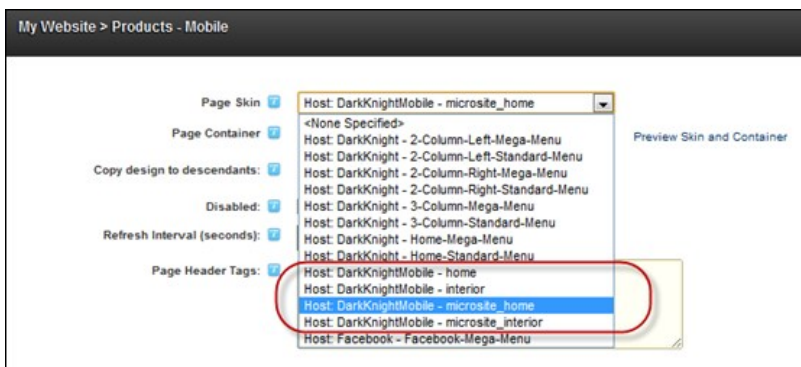 My Website > Products - Mobile
Page Skin
Host: DarkKnightMobile - microsite_home
<None Specified>
Page Container
Host: DarkKnight - 2-Column-Left-Mega-Menu
Preview Skin and Container
Host: DarkKnight - 2-Column-Left-Standard-Menu
Copy design to descendants:
Host: DarkKnight - 2-Column-Right-Mega-Menu
Host: DarkKnight - 2-Column-Right-Standard-Menu
Disabled:
Host: DarkKnight - 3-Column-Mega-Menu
Host: DarkKnight - 3-Column-Standard-Menu
Refresh Interval (seconds):
Host: DarkKnight - Home-Mega-Menu
Host: DarkKnight - Home-Standard-Menu
Page Header Tags:
Host: DarkKnightMobile - home
Host: DarkKnightMobile - interior
Host: DarkKnightMobile - microsite_home
Host: DarkKnightMobile - microsite_interior
Host: Facebook - Facebook-Mega-Menu